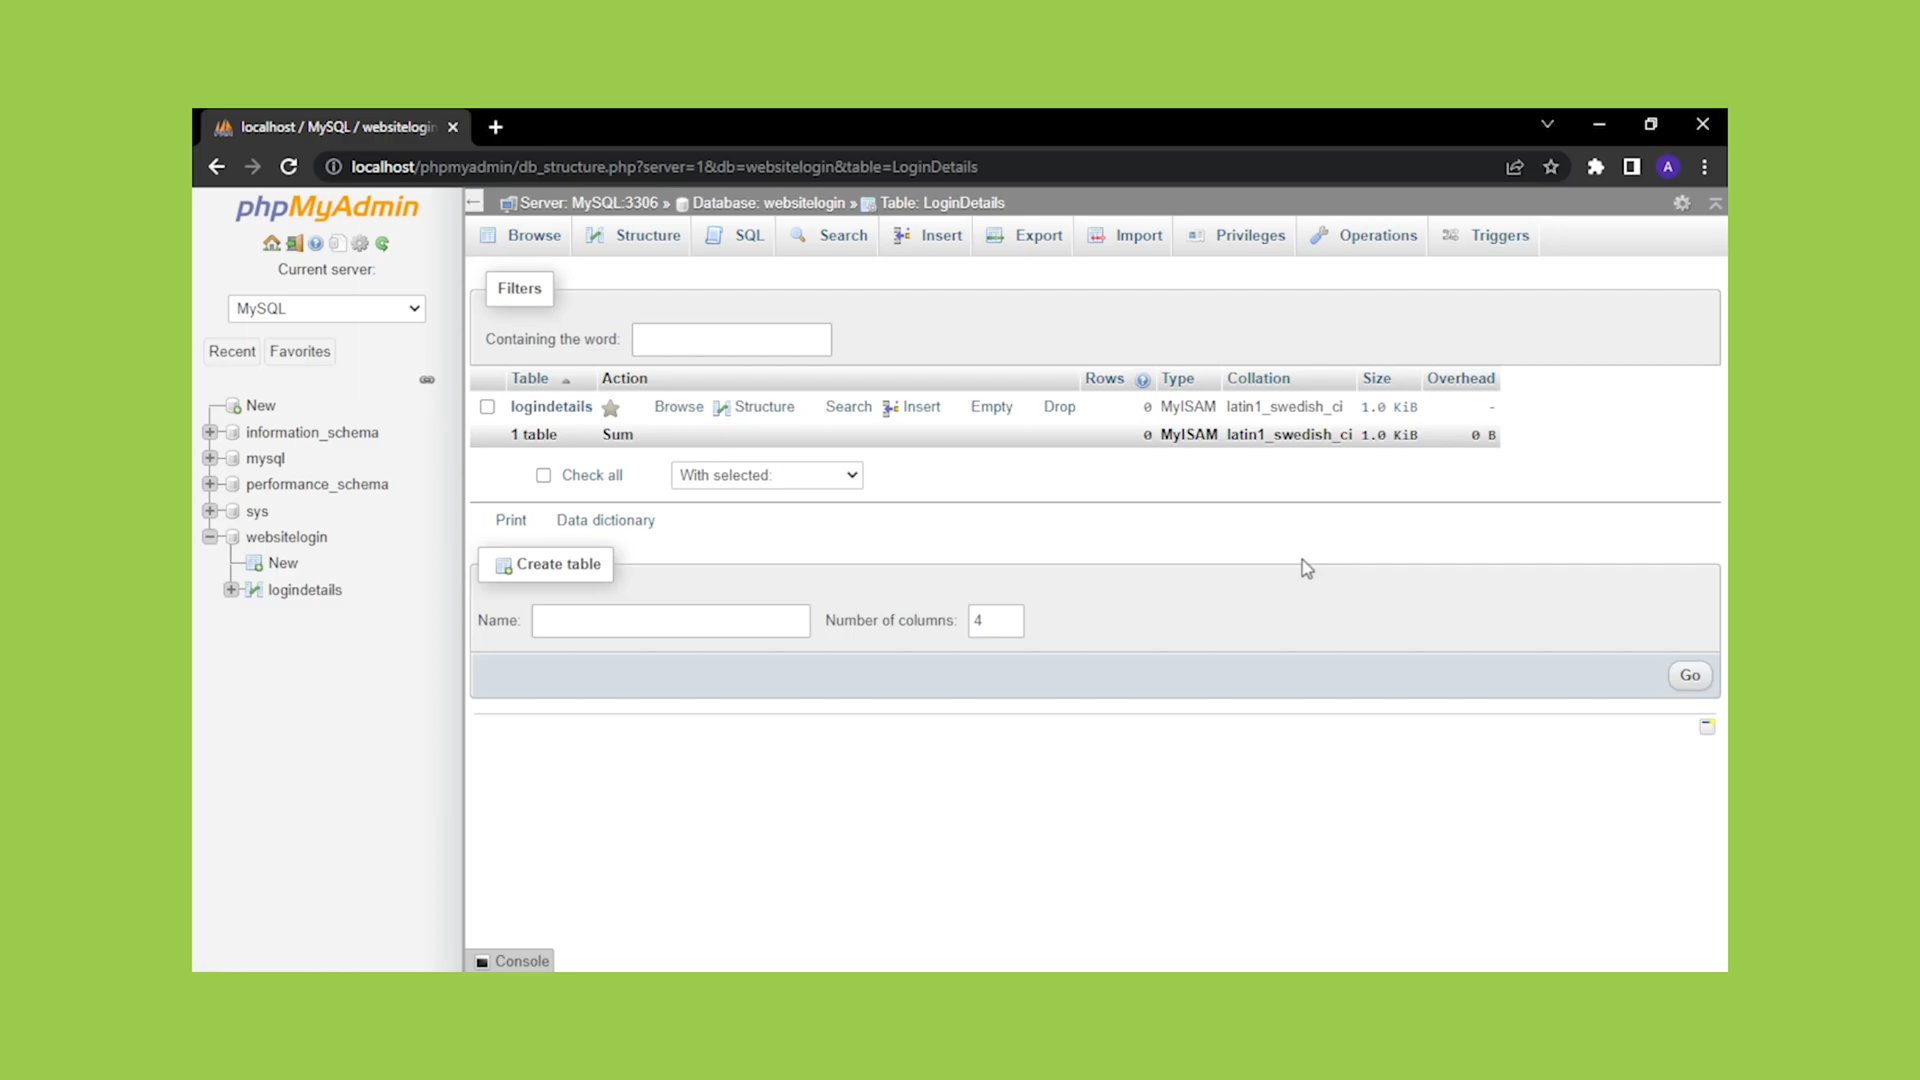 localhost / MySQL / websitelogin
localhost/phpmyadmin/db_structure.php?server=1&db=websitelogin&table=LoginDetails
A
phpMyAdmin
Current server:
MySQL
Recent Favorites
New
information_schema
mysql
performance_schema
sys
websitelogin
New
logindetails
Server: MySQL:3306 » Database: websitelogin » Table: LoginDetails
Browse Structure SQL Search Insert Export Import Privileges Operations Triggers
Filters
Containing the word:
Table Action Rows Type Collation Size Overhead
logindetails Browse Structure Search Insert Empty Drop 0 MyISAM latin1_swedish_ci 1.0 KiB -
1 table Sum 0 MyISAM latin1_swedish_ci 1.0 KiB 0 B
Check all With selected:
Print Data dictionary
Create table
Name: Number of columns: 4
Go
Console